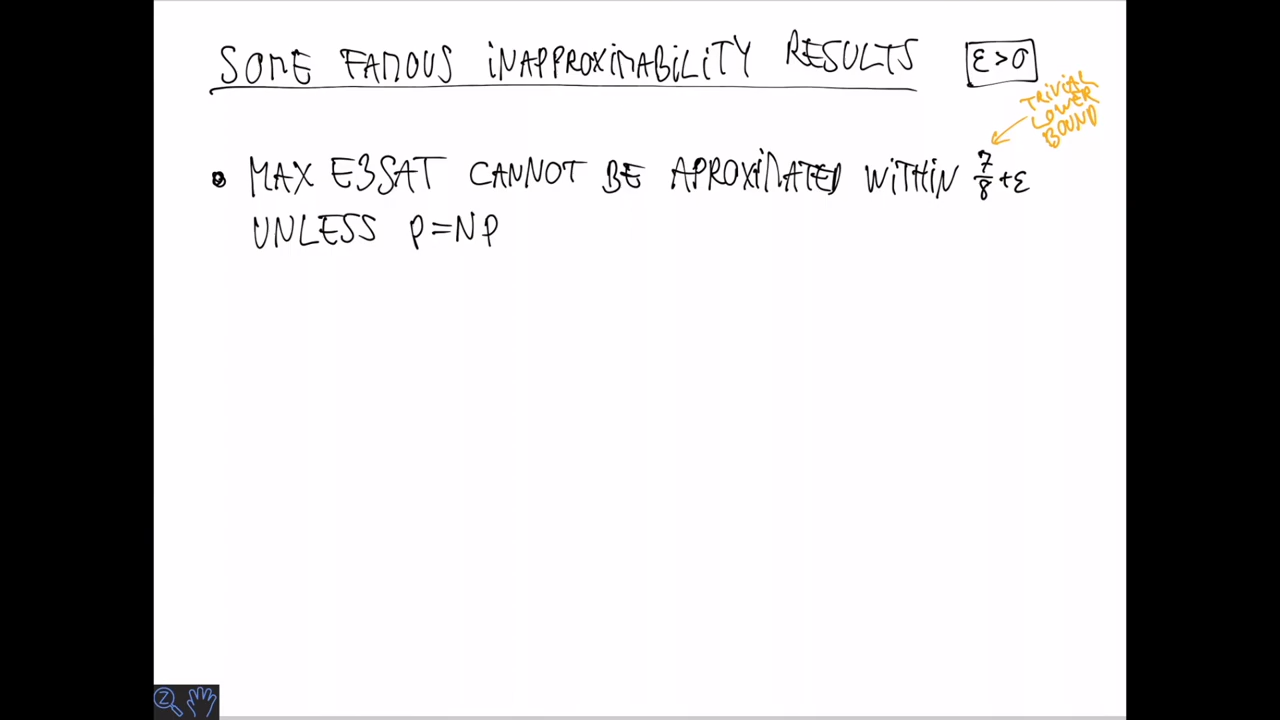 SOME FAMOUS INAPPROXIMABILITY RESULTS ε>0
TRIVIAL
LOWER
BOUND
• MAX E3SAT CANNOT BE APROXIMATED WITHIN 7/8+ε
UNLESS P=NP
Z